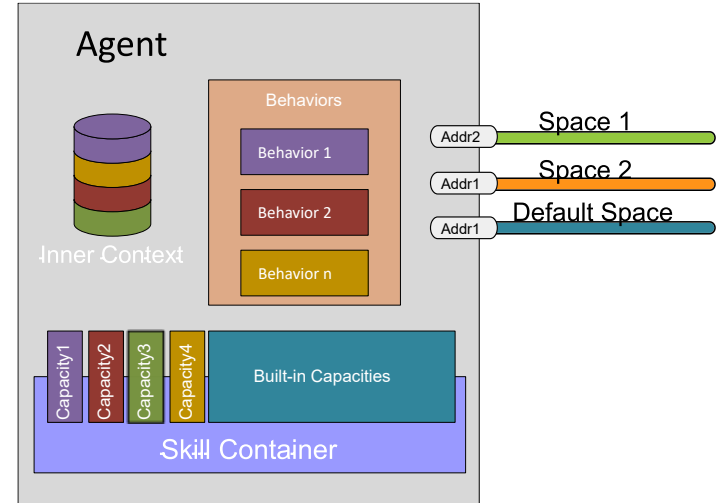 Agent
Behaviors
Behavior 1
Behavior 2
Behavior n
Inner Context
Addr2
Space 1
Addr1
Space 2
Addr1
Default Space
Capacity1
Capacity2
Capacity3
Capacity4
Built-in Capacities
Skill Container